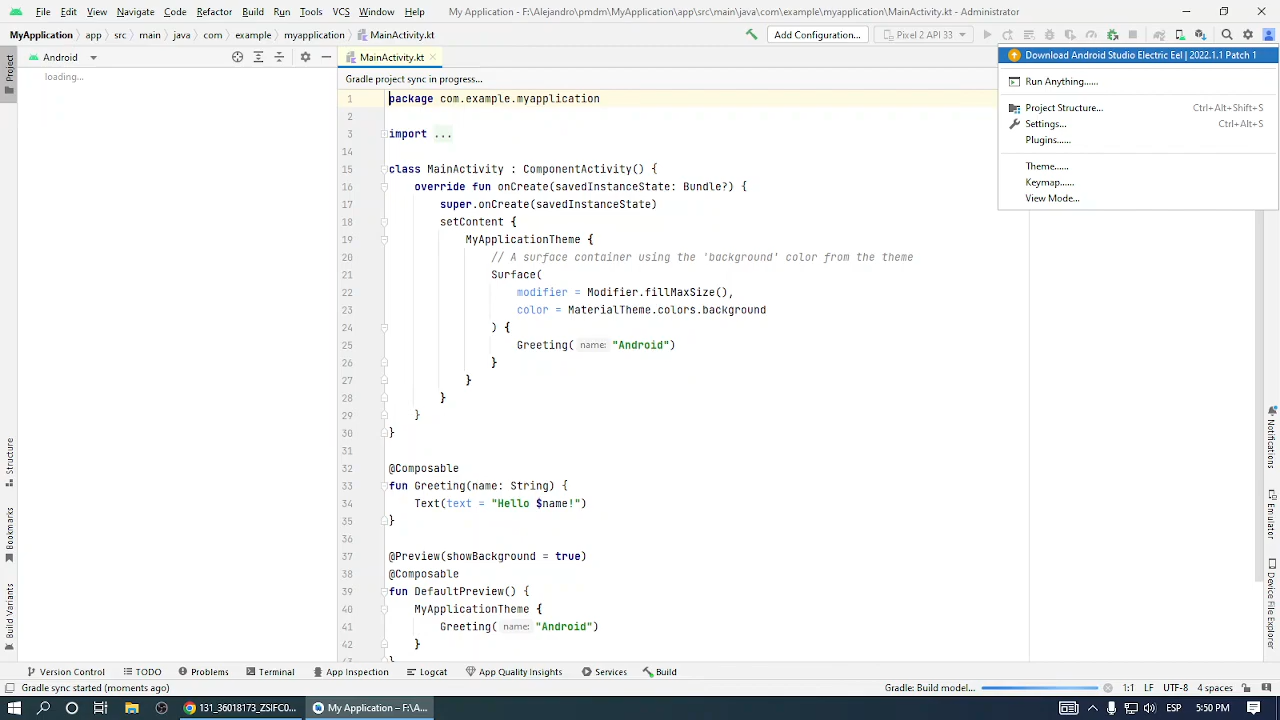 File Edit View Navigate Code Refactor Build Run Tools VCS Window Help My Application - F:\Alejandro\pmdm\MyApplication\app\src\main\java\com\example\myapplication\MainActivity.kt - Administrator
MyApplication app src main java com example myapplication MainActivity.kt Add Configuration... Pixel 2 API 33
Project
Android
MainActivity.kt
Download Android Studio Electric Eel | 2022.1.1 Patch 1
loading...
Gradle project sync in progress...
Run Anything......
Project Structure... Ctrl+Alt+Shift+S
Settings... Ctrl+Alt+S
Plugins......
Theme......
Keymap......
View Mode...
1 package com.example.myapplication
2
3 import ...
14
15 class MainActivity : ComponentActivity() {
16 override fun onCreate(savedInstanceState: Bundle?) {
17 super.onCreate(savedInstanceState)
18 setContent {
19 MyApplicationTheme {
20 // A surface container using the 'background' color from the theme
21 Surface(
22 modifier = Modifier.fillMaxSize(),
23 color = MaterialTheme.colors.background
24 ) {
25 Greeting( name: "Android")
26 }
27 }
28 }
29 }
30 }
31
32 @Composable
33 fun Greeting(name: String) {
34 Text(text = "Hello $name!")
35 }
36
37 @Preview(showBackground = true)
38 @Composable
39 fun DefaultPreview() {
40 MyApplicationTheme {
41 Greeting( name: "Android")
42 }
43 }
Structure
Bookmarks
Build Variants
Notifications
Emulator
Device File Explorer
Version Control TODO Problems Terminal App Inspection Logcat App Quality Insights Services Build
Gradle sync started (moments ago) Gradle: Build model... 1:1 LF UTF-8 4 spaces
131_36018173_ZSIFC0... My Application – F:\A... ESP 5:50 PM